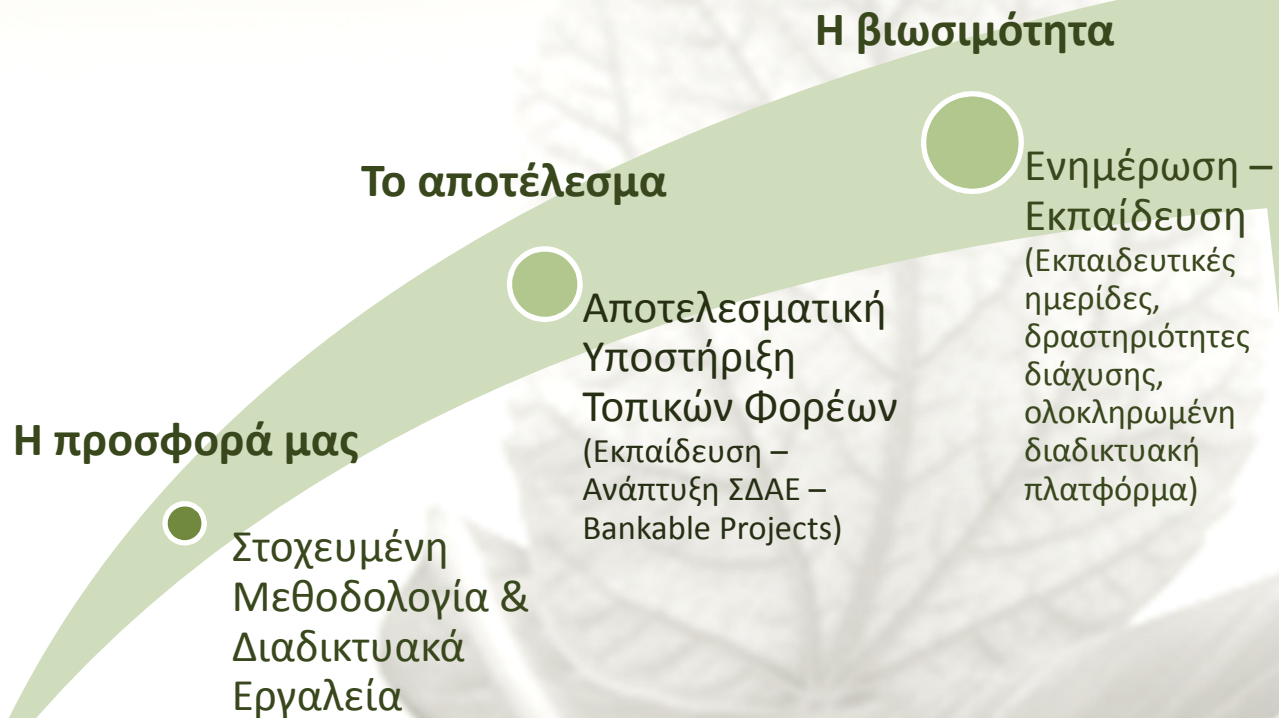 Η βιωσιμότητα
Ενημέρωση –
Εκπαίδευση
(Εκπαιδευτικές
ημερίδες,
δραστηριότητες
διάχυσης,
ολοκληρωμένη
διαδικτυακή
πλατφόρμα)
Το αποτέλεσμα
Αποτελεσματική
Υποστήριξη
Τοπικών Φορέων
(Εκπαίδευση –
Ανάπτυξη ΣΔΑΕ –
Bankable Projects)
Η προσφορά μας
Στοχευμένη
Μεθοδολογία &
Διαδικτυακά
Εργαλεία